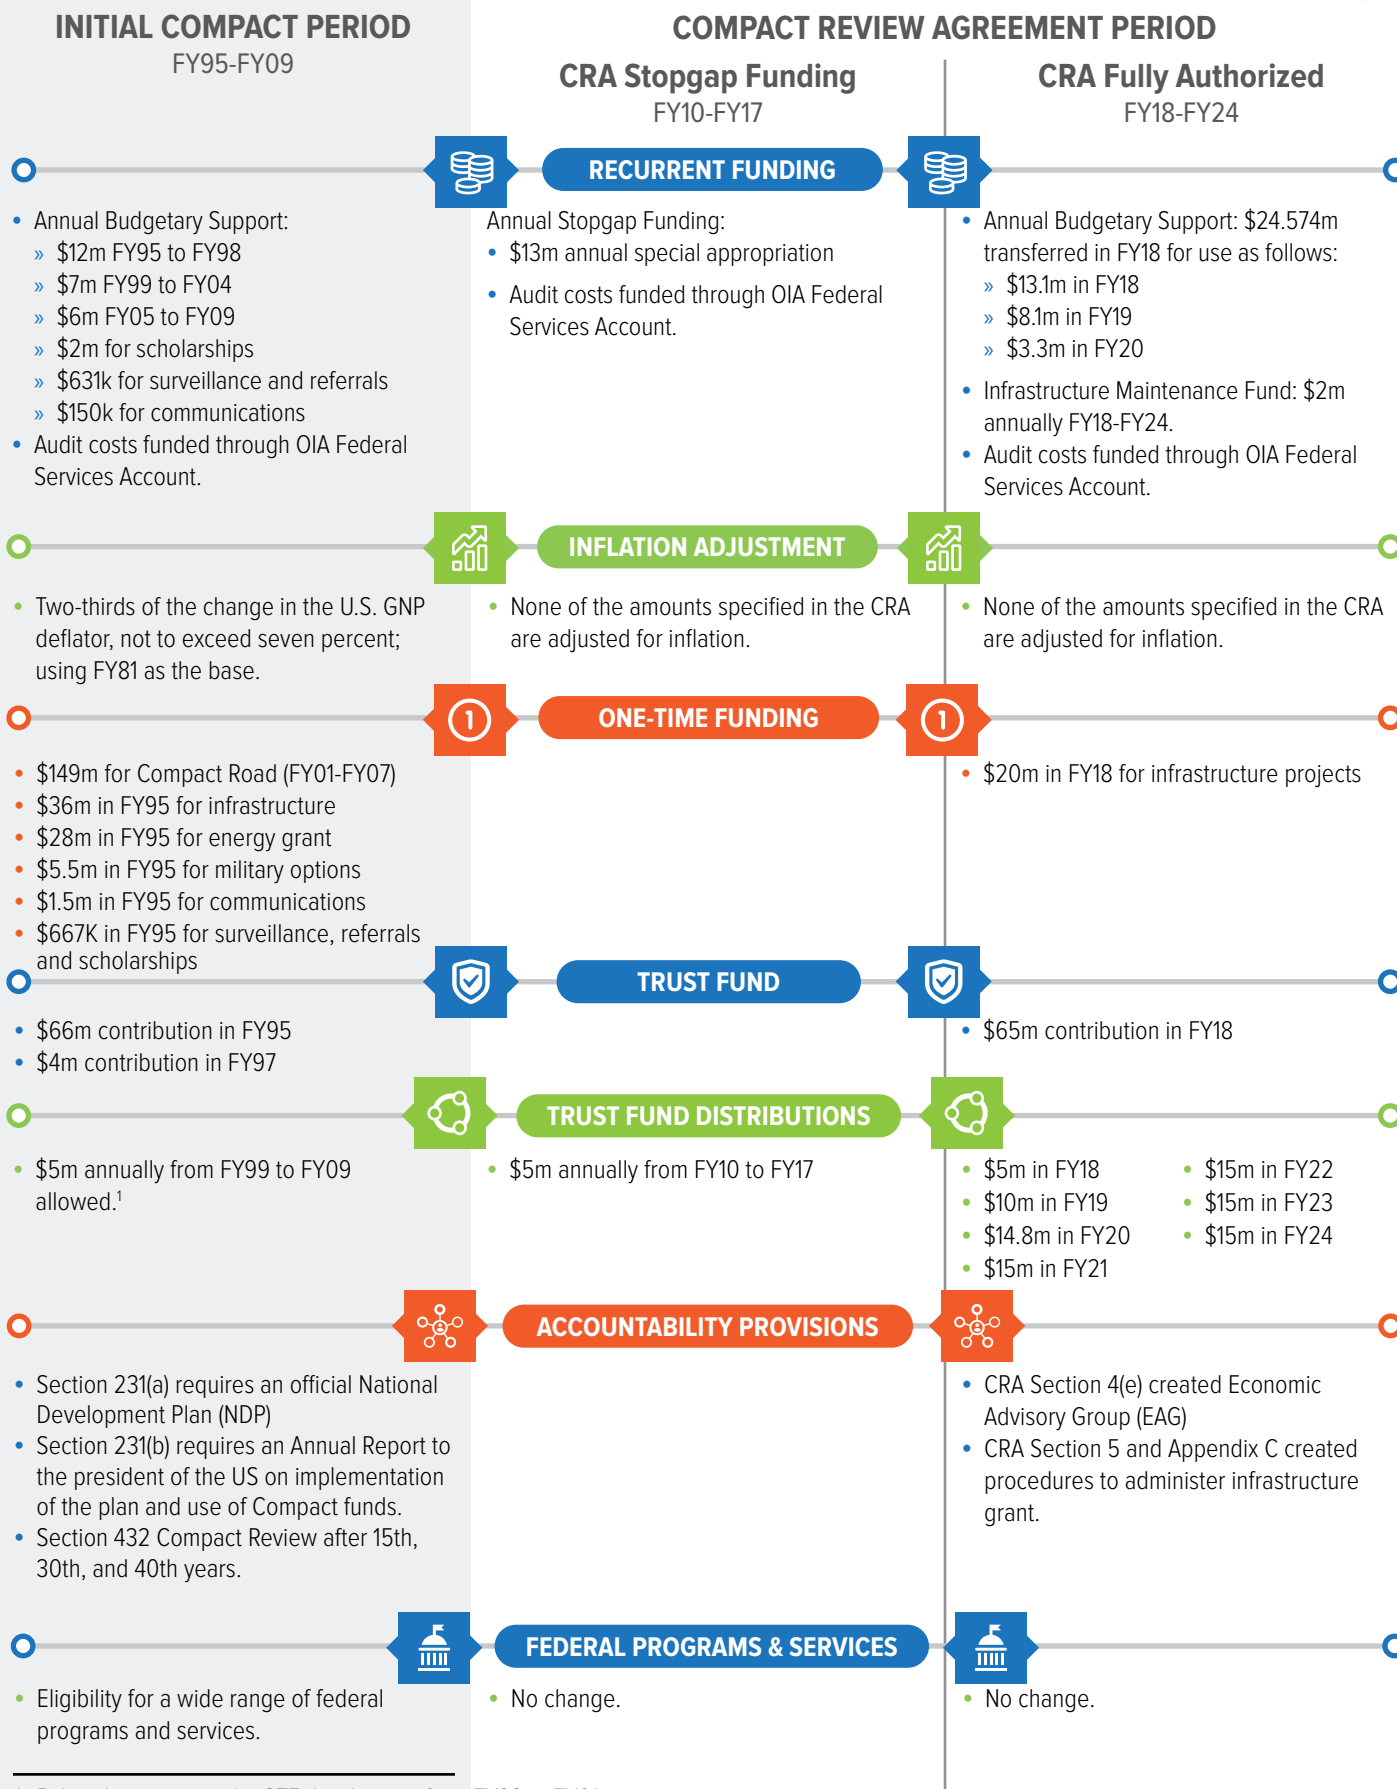 INITIAL COMPACT PERIOD
FY95-FY09
COMPACT REVIEW AGREEMENT PERIOD
CRA Stopgap Funding
FY10-FY17
CRA Fully Authorized
FY18-FY24
RECURRENT FUNDING
• Annual Budgetary Support:
» $12m FY95 to FY98
» $7m FY99 to FY04
» $6m FY05 to FY09
» $2m for scholarships
» $631k for surveillance and referrals
» $150k for communications
• Audit costs funded through OIA Federal
Services Account.
Annual Stopgap Funding:
• $13m annual special appropriation
• Audit costs funded through OIA Federal
Services Account.
• Annual Budgetary Support: $24.574m
transferred in FY18 for use as follows:
» $13.1m in FY18
» $8.1m in FY19
» $3.3m in FY20
• Infrastructure Maintenance Fund: $2m
annually FY18-FY24.
• Audit costs funded through OIA Federal
Services Account.
INFLATION ADJUSTMENT
• Two-thirds of the change in the U.S. GNP
deflator, not to exceed seven percent;
using FY81 as the base.
• None of the amounts specified in the CRA
are adjusted for inflation.
• None of the amounts specified in the CRA
are adjusted for inflation.
1
ONE-TIME FUNDING
1
• $149m for Compact Road (FY01-FY07)
• $36m in FY95 for infrastructure
• $28m in FY95 for energy grant
• $5.5m in FY95 for military options
• $1.5m in FY95 for communications
• $667K in FY95 for surveillance, referrals
and scholarships
• $20m in FY18 for infrastructure projects
TRUST FUND
• $66m contribution in FY95
• $4m contribution in FY97
• $65m contribution in FY18
TRUST FUND DISTRIBUTIONS
• $5m annually from FY99 to FY09
allowed.¹
• $5m annually from FY10 to FY17
• $5m in FY18
• $10m in FY19
• $14.8m in FY20
• $15m in FY21
• $15m in FY22
• $15m in FY23
• $15m in FY24
ACCOUNTABILITY PROVISIONS
• Section 231(a) requires an official National
Development Plan (NDP)
• Section 231(b) requires an Annual Report to
the president of the US on implementation
of the plan and use of Compact funds.
• Section 432 Compact Review after 15th,
30th, and 40th years.
• CRA Section 4(e) created Economic
Advisory Group (EAG)
• CRA Section 5 and Appendix C created
procedures to administer infrastructure
grant.
FEDERAL PROGRAMS & SERVICES
• Eligibility for a wide range of federal
programs and services.
• No change.
• No change.